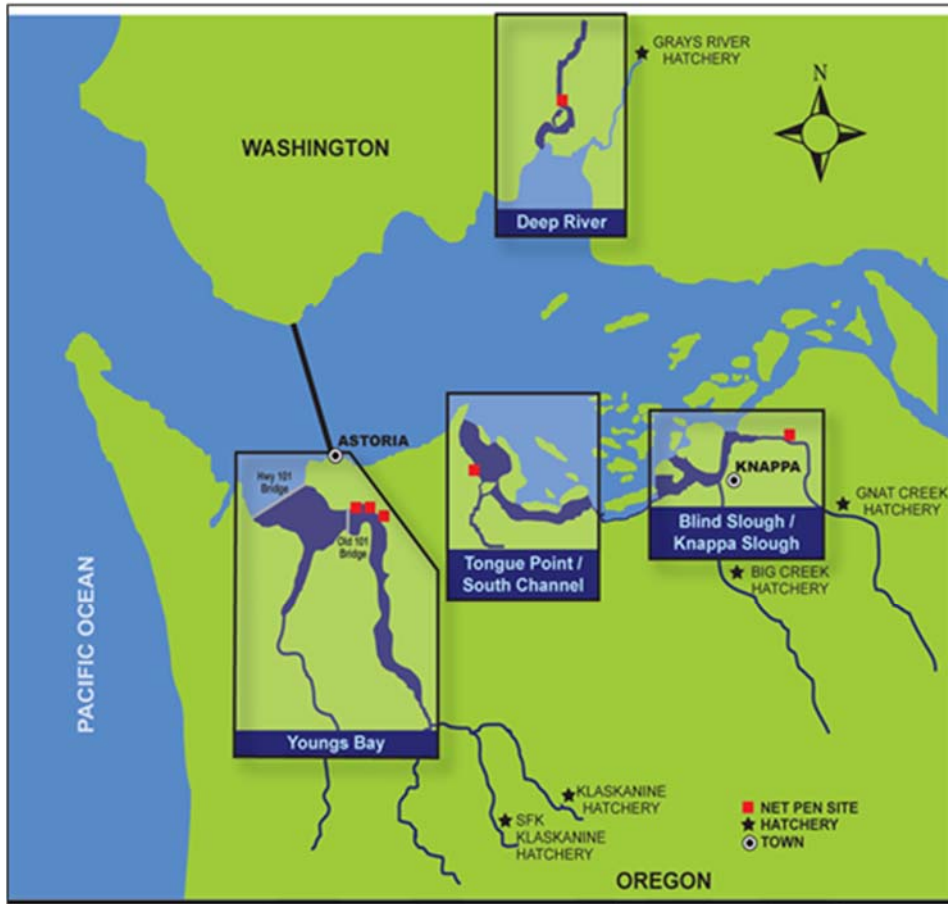 GRAYS RIVER
HATCHERY
N
WASHINGTON
Deep River
ASTORIA
Hwy 101
Bridge
Old 101
Bridge
KNAPPA
GNAT CREEK
HATCHERY
Blind Slough /
Knappa Slough
Tongue Point /
South Channel
BIG CREEK
HATCHERY
PACIFIC OCEAN
Youngs Bay
KLASKANINE
HATCHERY
SFK
KLASKANINE
HATCHERY
NET PEN SITE
HATCHERY
TOWN
OREGON